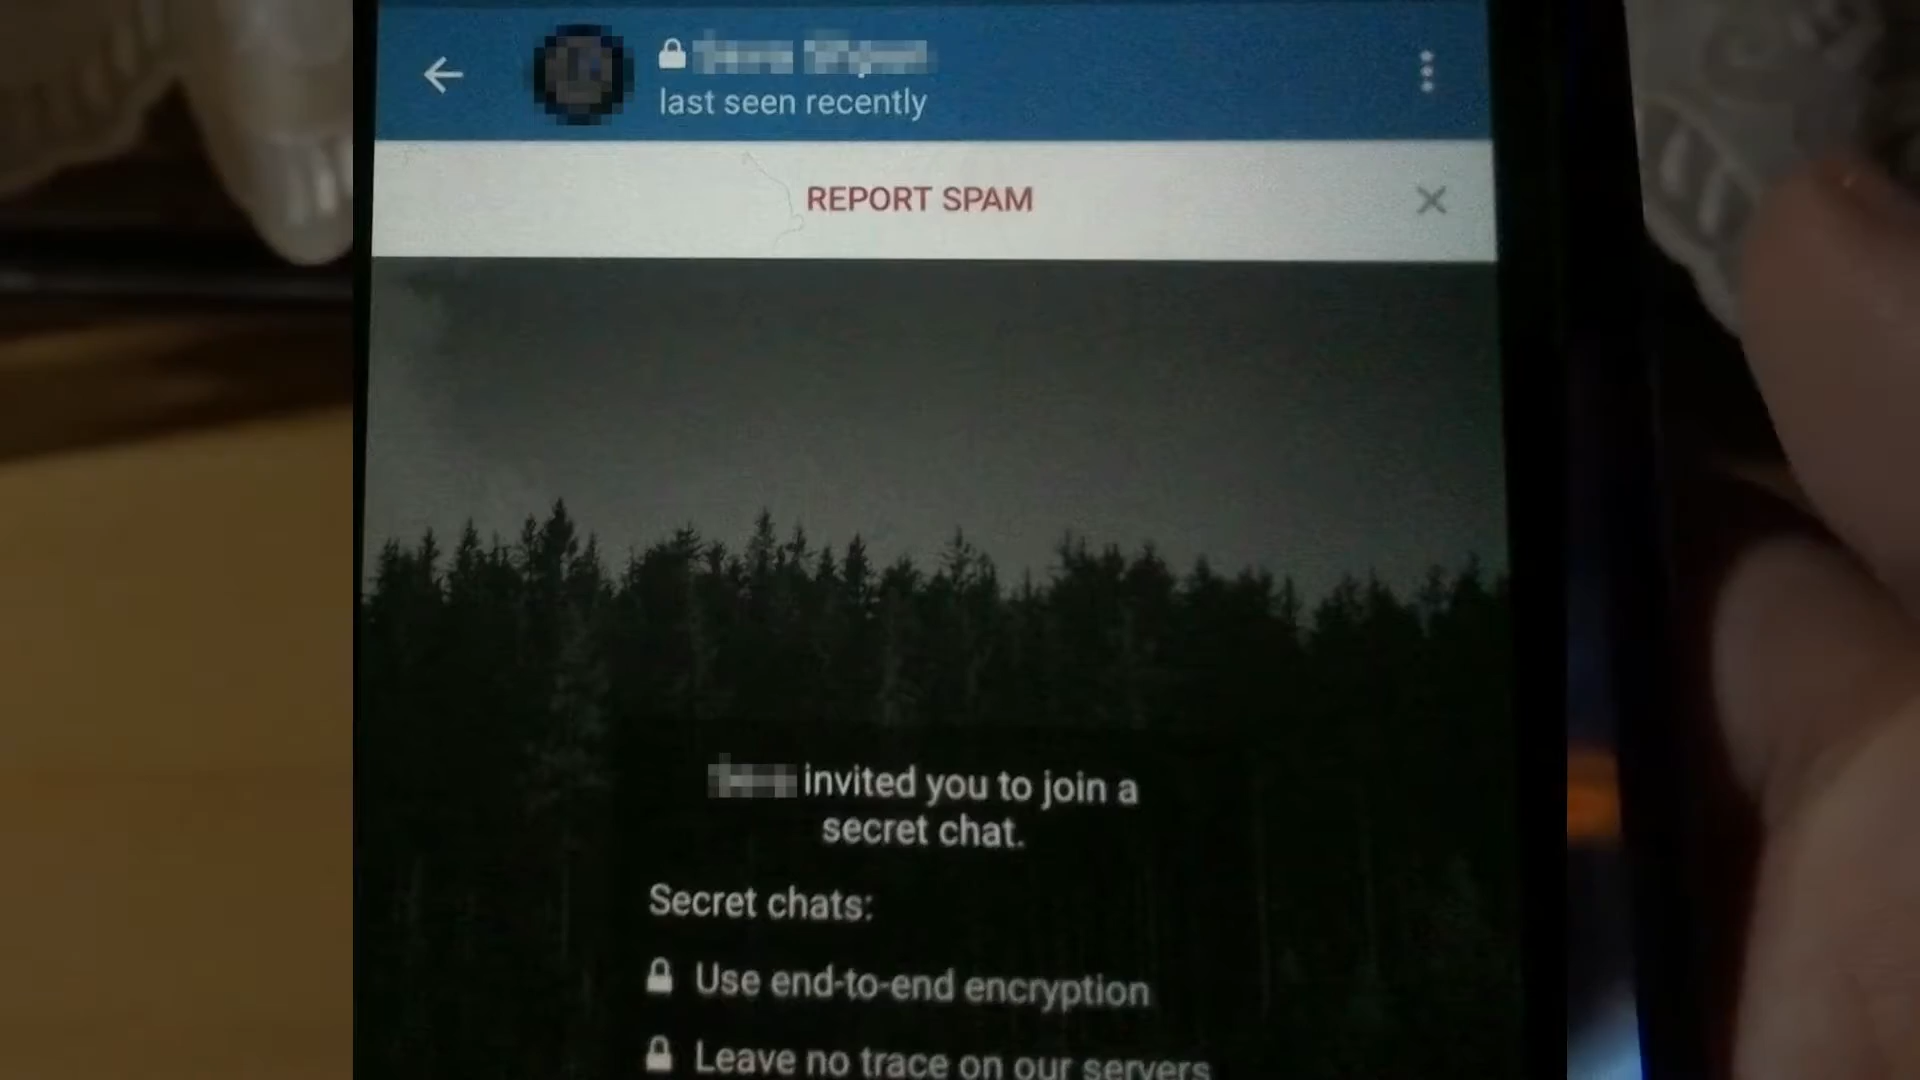 last seen recently
REPORT SPAM
invited you to join a
secret chat.
Secret chats:
Use end-to-end encryption
Leave no trace on our servers